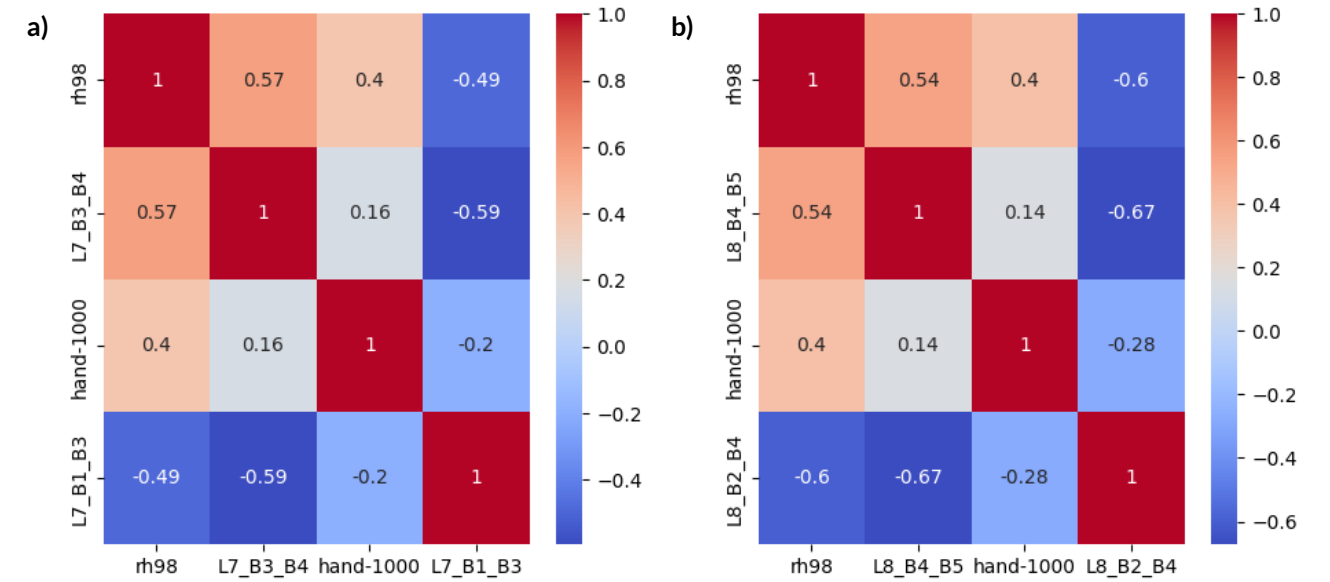 a)
rh98
1 0.57 0.4 -0.49
L7_B3_B4
0.57 1 0.16 -0.59
hand-1000
0.4 0.16 1 -0.2
L7_B1_B3
-0.49 -0.59 -0.2 1
rh98 L7_B3_B4 hand-1000 L7_B1_B3
1.0
0.8
0.6
0.4
0.2
0.0
−0.2
−0.4
b)
rh98
1 0.54 0.4 -0.6
L8_B4_B5
0.54 1 0.14 -0.67
hand-1000
0.4 0.14 1 -0.28
L8_B2_B4
-0.6 -0.67 -0.28 1
rh98 L8_B4_B5 hand-1000 L8_B2_B4
1.0
0.8
0.6
0.4
0.2
0.0
−0.2
−0.4
−0.6